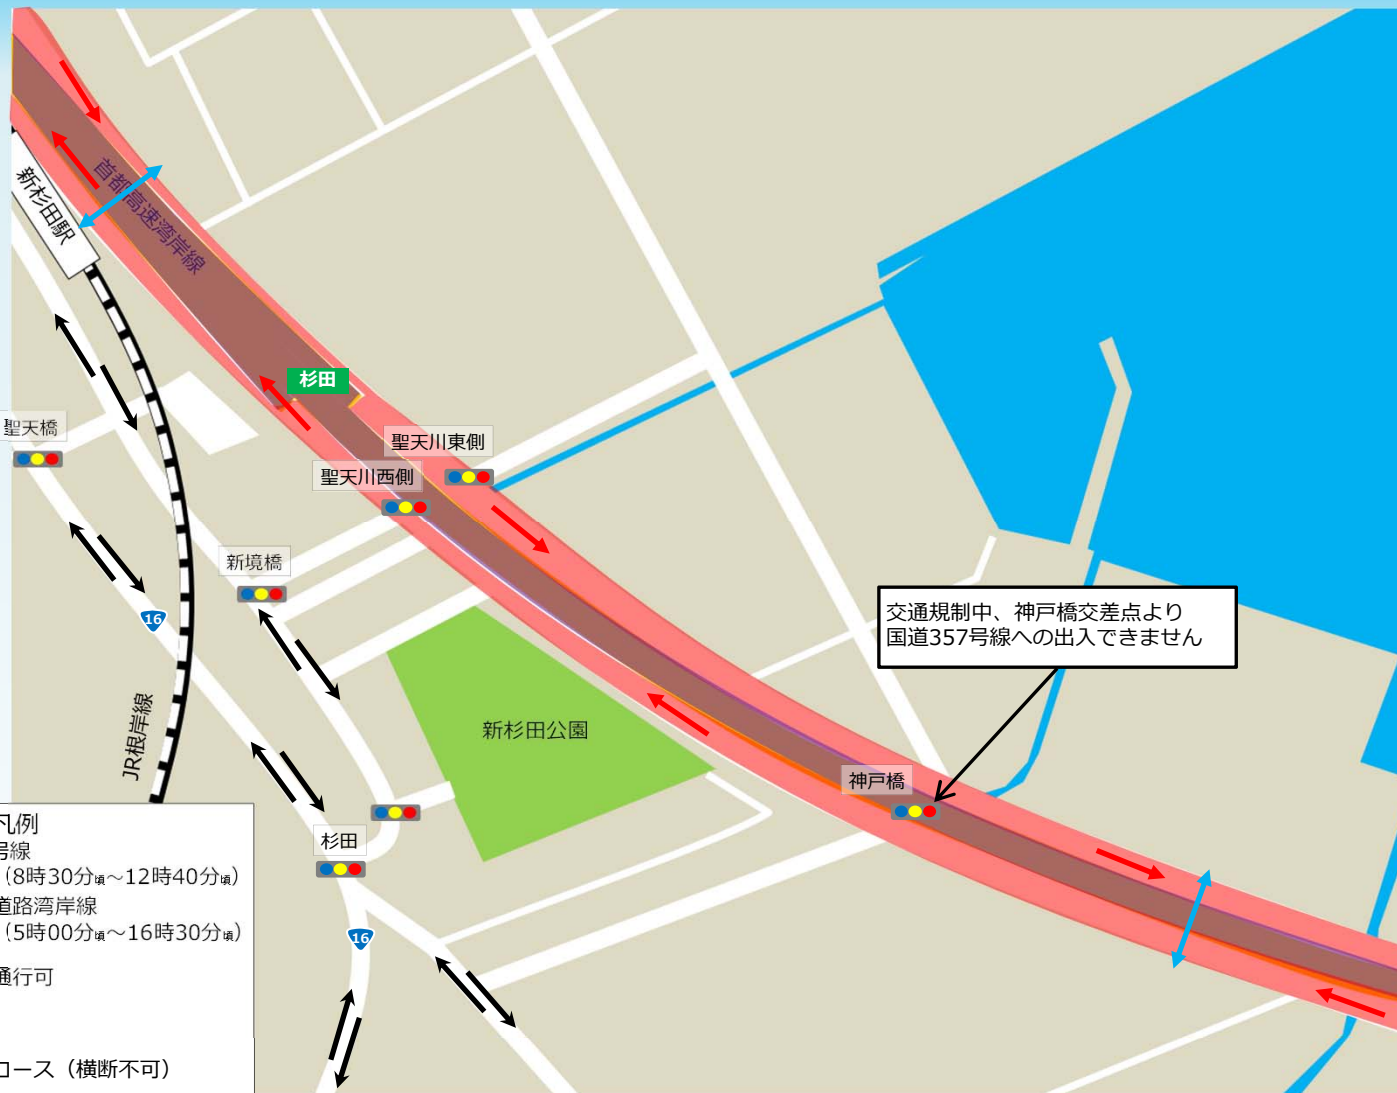 新杉田駅
首都高速湾岸線
杉田
聖天橋
聖天川東側
聖天川西側
新境橋
16
交通規制中、神戸橋交差点より
国道357号線への出入できません
JR根岸線
新杉田公園
神戸橋
杉田
16
凡例
号線
（8時30分頃～12時40分頃）
道路湾岸線
（5時00分頃～16時30分頃）
通行可
コース（横断不可）